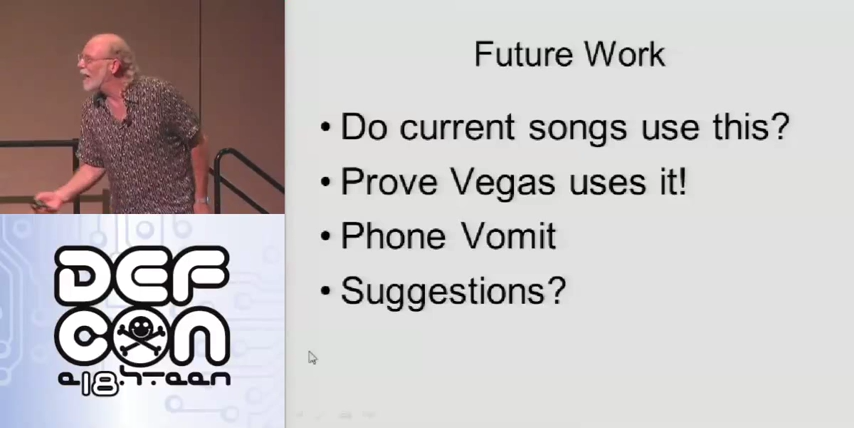 Future Work
• Do current songs use this?
• Prove Vegas uses it!
• Phone Vomit
• Suggestions?
DEF
CON
e18hteen